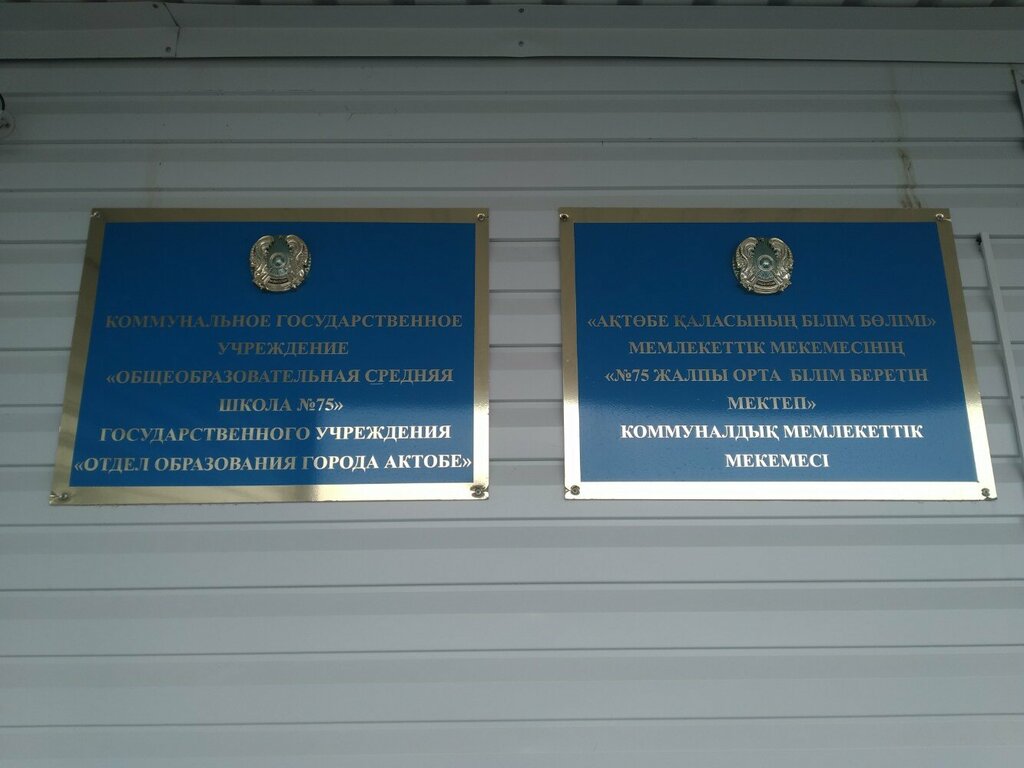 КОММУНАЛЬНОЕ ГОСУДАРСТВЕННОЕ
УЧРЕЖДЕНИЕ
«ОБЩЕОБРАЗОВАТЕЛЬНАЯ СРЕДНЯЯ
ШКОЛА №75»
ГОСУДАРСТВЕННОГО УЧРЕЖДЕНИЯ
«ОТДЕЛ ОБРАЗОВАНИЯ ГОРОДА АКТОБЕ»
«АҚТӨБЕ ҚАЛАСЫНЫҢ БІЛІМ БӨЛІМІ»
МЕМЛЕКЕТТІК МЕКЕМЕСІНІҢ
«№75 ЖАЛПЫ ОРТА БІЛІМ БЕРЕТІН
МЕКТЕП»
КОММУНАЛДЫҚ МЕМЛЕКЕТТІК
МЕКЕМЕСІ